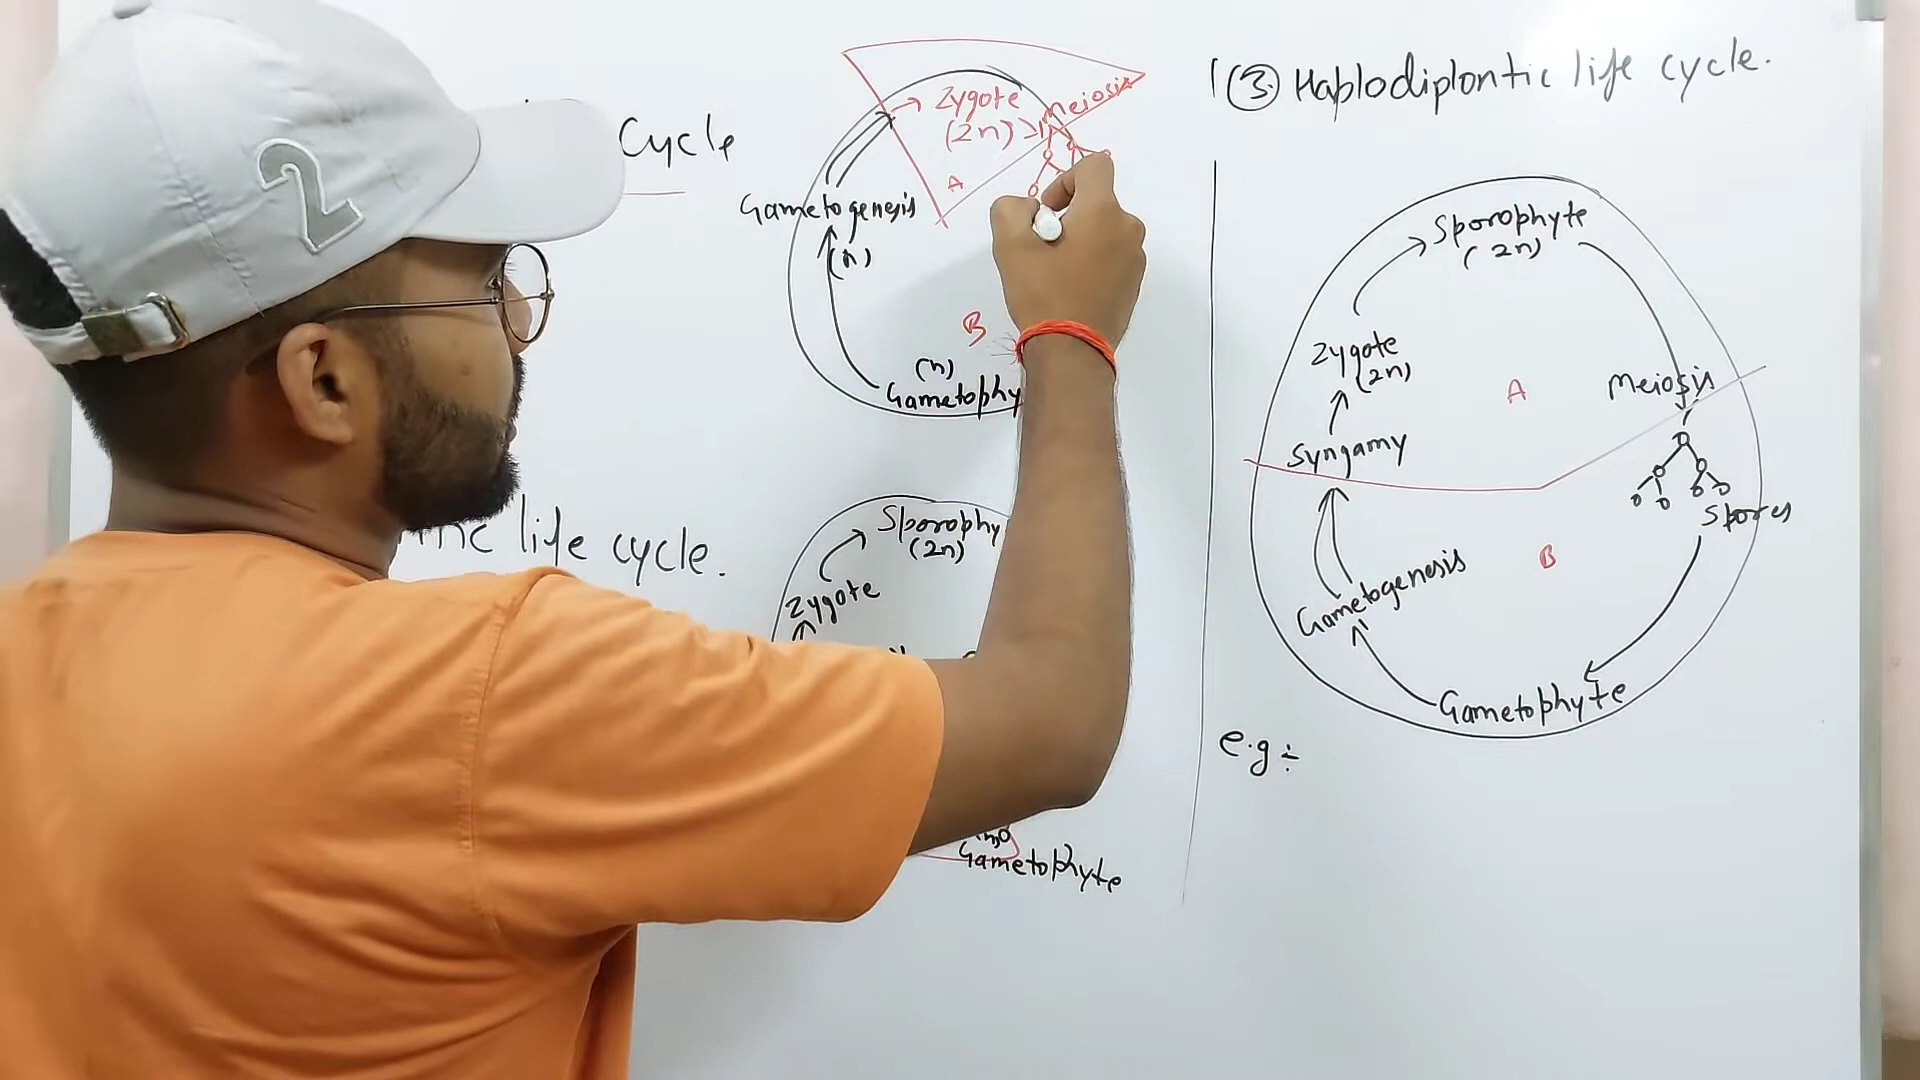 2
Cycle
Zygote
(2n)
Meiosis
A
Gametogenesis
(n)
B
(n)
Gametophy
life cycle.
Sporophy
(2n)
Zygote
Gametophyte
(3) Haplodiplontic life cycle.
Sporophyte
(2n)
Zygote
(2n)
A
Meiosis
Syngamy
Spores
B
Gametogenesis
Gametophyte
e.g ÷